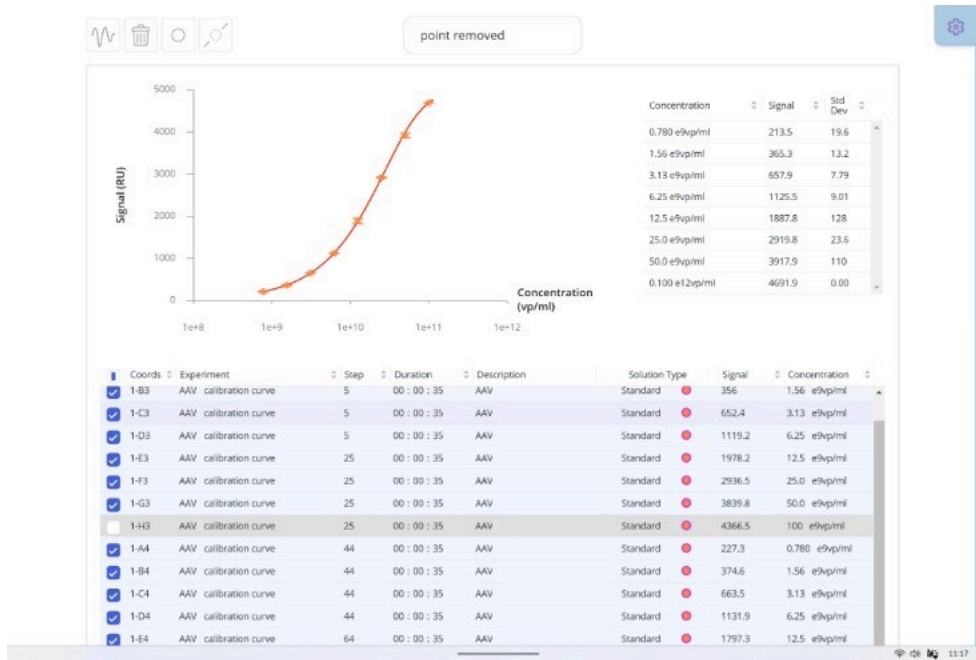 point removed
5000
4000
3000
2000
1000
0
Signal (RU)
1e+8 1e+9 1e+10 1e+11 1e+12
Concentration
(vp/ml)
Concentration Signal Std Dev
0.780 e9vp/ml 213.5 19.6
1.56 e9vp/ml 365.3 13.2
3.13 e9vp/ml 657.9 7.79
6.25 e9vp/ml 1125.5 9.01
12.5 e9vp/ml 1887.8 128
25.0 e9vp/ml 2919.8 23.6
50.0 e9vp/ml 3917.9 110
0.100 e12vp/ml 4691.9 0.00
Coords Experiment Step Duration Description Solution Type Signal Concentration
1-B3 AAV calibration curve 5 00 : 00 : 35 AAV Standard 356 1.56 e9vp/ml
1-C3 AAV calibration curve 5 00 : 00 : 35 AAV Standard 652.4 3.13 e9vp/ml
1-D3 AAV calibration curve 5 00 : 00 : 35 AAV Standard 1119.2 6.25 e9vp/ml
1-E3 AAV calibration curve 25 00 : 00 : 35 AAV Standard 1978.2 12.5 e9vp/ml
1-F3 AAV calibration curve 25 00 : 00 : 35 AAV Standard 2936.5 25.0 e9vp/ml
1-G3 AAV calibration curve 25 00 : 00 : 35 AAV Standard 3839.8 50.0 e9vp/ml
1-H3 AAV calibration curve 25 00 : 00 : 35 AAV Standard 4366.5 100 e9vp/ml
1-A4 AAV calibration curve 44 00 : 00 : 35 AAV Standard 227.3 0.780 e9vp/ml
1-B4 AAV calibration curve 44 00 : 00 : 35 AAV Standard 374.6 1.56 e9vp/ml
1-C4 AAV calibration curve 44 00 : 00 : 35 AAV Standard 663.5 3.13 e9vp/ml
1-D4 AAV calibration curve 44 00 : 00 : 35 AAV Standard 1131.9 6.25 e9vp/ml
1-E4 AAV calibration curve 64 00 : 00 : 35 AAV Standard 1797.3 12.5 e9vp/ml
11:17